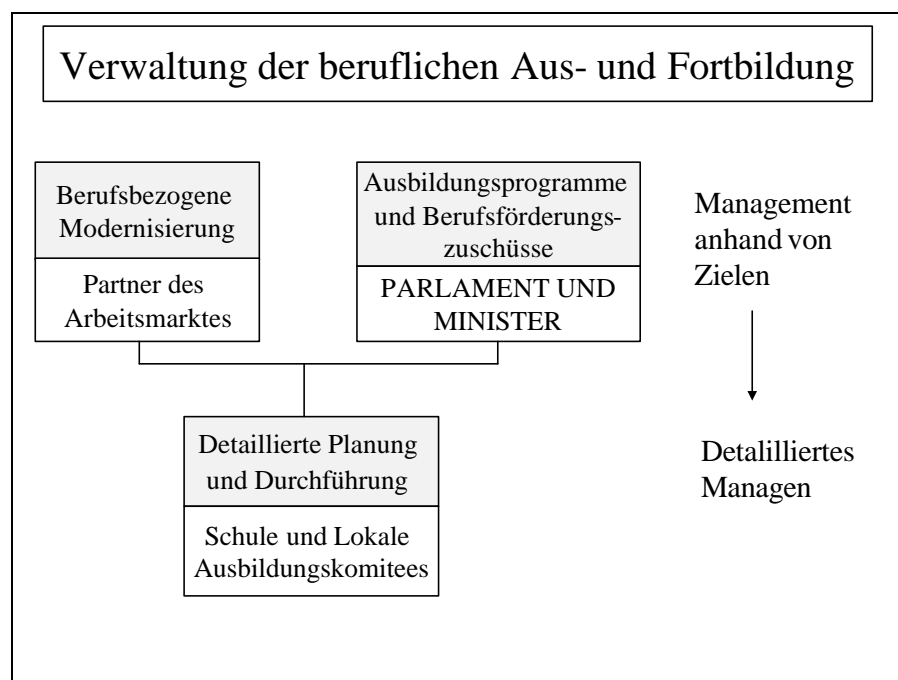 Verwaltung der beruflichen Aus- und Fortbildung
Berufsbezogene
Modernisierung
Partner des
Arbeitsmarktes
Ausbildungsprogramme
und Berufsförderungs-
zuschüsse
PARLAMENT UND
MINISTER
Management
anhand von
Zielen
Detaillierte Planung
und Durchführung
Schule und Lokale
Ausbildungskomitees
Detalilliertes
Managen